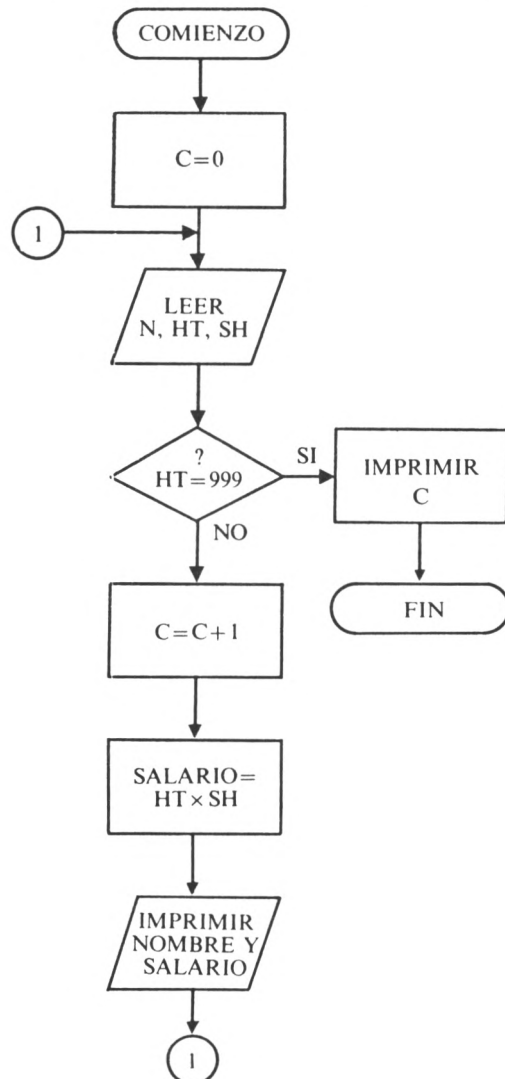 COMIENZO
C=0
1
LEER
N, HT, SH
?
HT=999
SI
IMPRIMIR
C
NO
FIN
C=C+1
SALARIO=
HT×SH
IMPRIMIR
NOMBRE Y
SALARIO
1